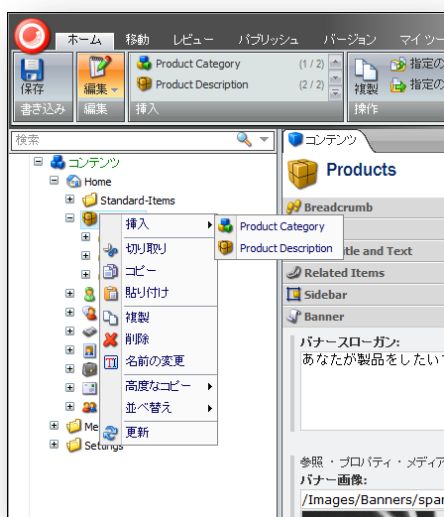 ホーム 移動 レビュー パブリッシュ バージョン マイ ツー
Product Category (1 / 2)
Product Description (2 / 2)
保存 編集 複製 指定の
指定の
書き込み 編集 挿入 操作
検索
コンテンツ
Home
Standard-Items
Me
Settings
挿入
切り取り
コピー
貼り付け
複製
削除
名前の変更
高度なコピー
並べ替え
更新
Product Category
Product Description
コンテンツ
Products
Breadcrumb
itle and Text
Related Items
Sidebar
Banner
バナースローガン:
あなたが製品をしたい
参照・プロパティ・メディア
バナー画像:
/Images/Banners/spar